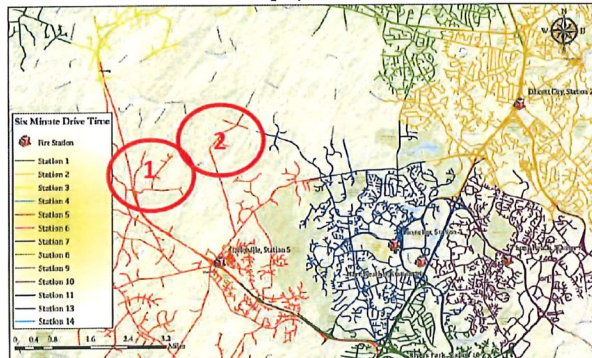 N
W
Ellicott City, Station 2
Six Minute Drive Time
Fire Station
Station 1
Station 2
Station 3
Station 4
Station 5
Station 6
Station 7
Station 8
Station 9
Station 10
Station 11
Station 13
Station 14
1
2
Clarksville, Station 5
0 0.4 0.8 1.6 2.4 3.2
Miles